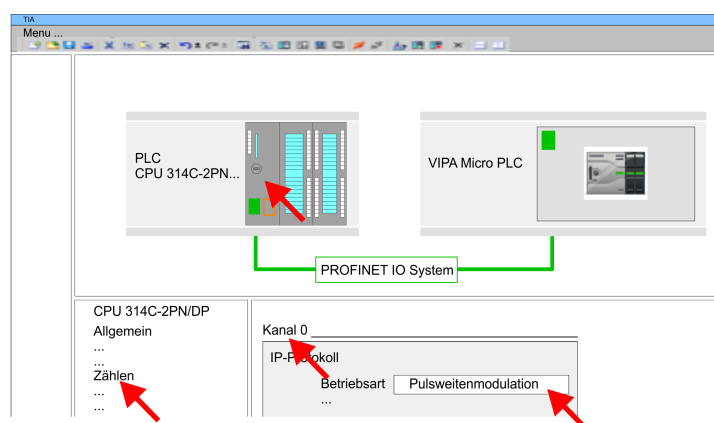 TIA
Menu ...
PLC
CPU 314C-2PN...
VIPA Micro PLC
PROFINET IO System
CPU 314C-2PN/DP
Allgemein
...
...
Zählen
...
...
Kanal 0
IP-Protokoll
Betriebsart Pulsweitenmodulation
...